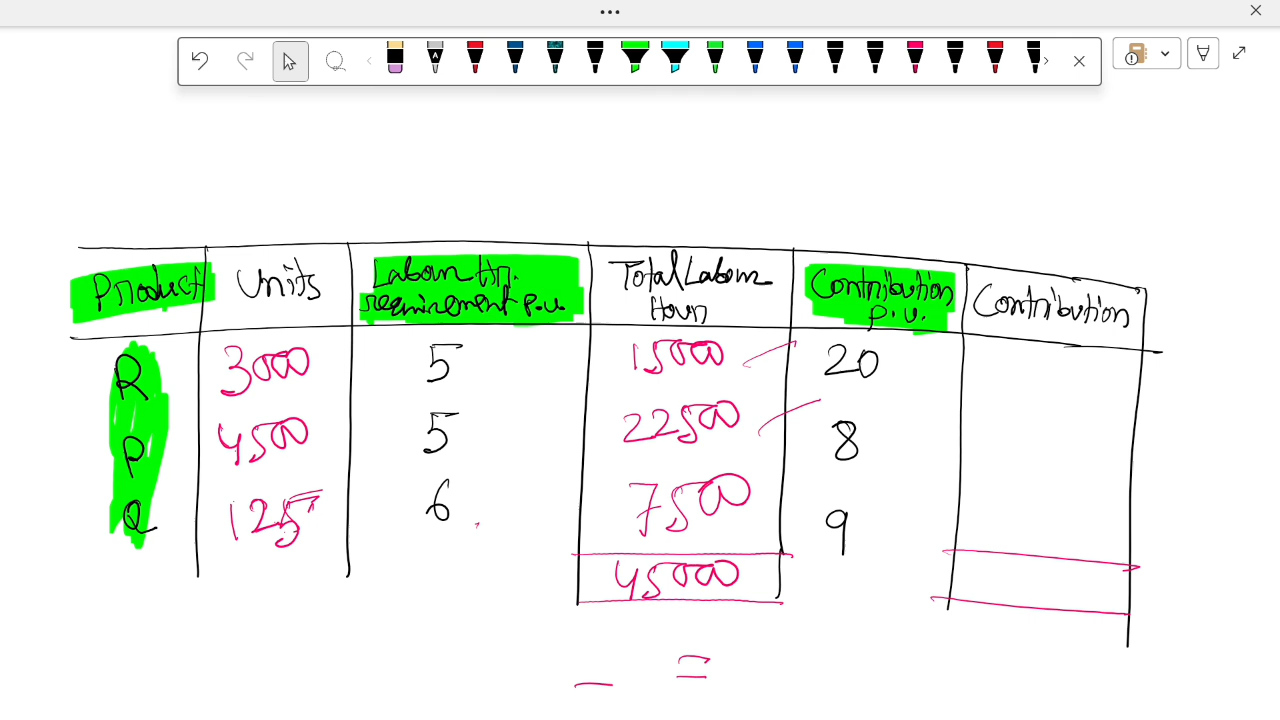 Product Units Labour Hr. requirement p.u. Total Labour Hours Contribution p.u. Contribution
R 3000 5 15000 20
P 4500 5 22500 8
Q 125 6 7500 9
45000
=